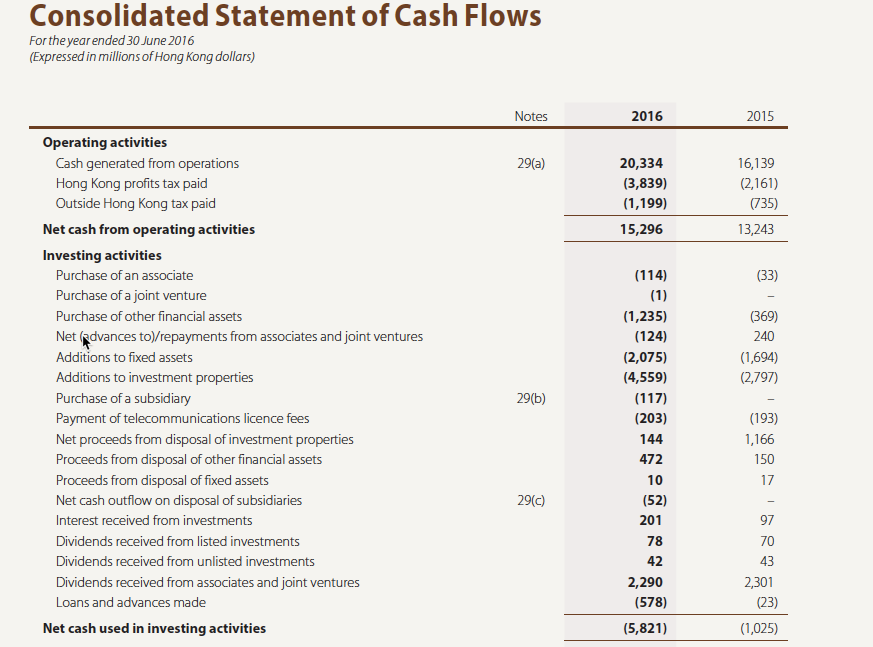 Consolidated Statement of Cash Flows
For the year ended 30 June 2016
(Expressed in millions of Hong Kong dollars)
Notes 2016 2015
Operating activities
Cash generated from operations 29(a) 20,334 16,139
Hong Kong profits tax paid (3,839) (2,161)
Outside Hong Kong tax paid (1,199) (735)
Net cash from operating activities 15,296 13,243
Investing activities
Purchase of an associate (114) (33)
Purchase of a joint venture (1) –
Purchase of other financial assets (1,235) (369)
Net (advances to)/repayments from associates and joint ventures (124) 240
Additions to fixed assets (2,075) (1,694)
Additions to investment properties (4,559) (2,797)
Purchase of a subsidiary 29(b) (117) –
Payment of telecommunications licence fees (203) (193)
Net proceeds from disposal of investment properties 144 1,166
Proceeds from disposal of other financial assets 472 150
Proceeds from disposal of fixed assets 10 17
Net cash outflow on disposal of subsidiaries 29(c) (52) –
Interest received from investments 201 97
Dividends received from listed investments 78 70
Dividends received from unlisted investments 42 43
Dividends received from associates and joint ventures 2,290 2,301
Loans and advances made (578) (23)
Net cash used in investing activities (5,821) (1,025)